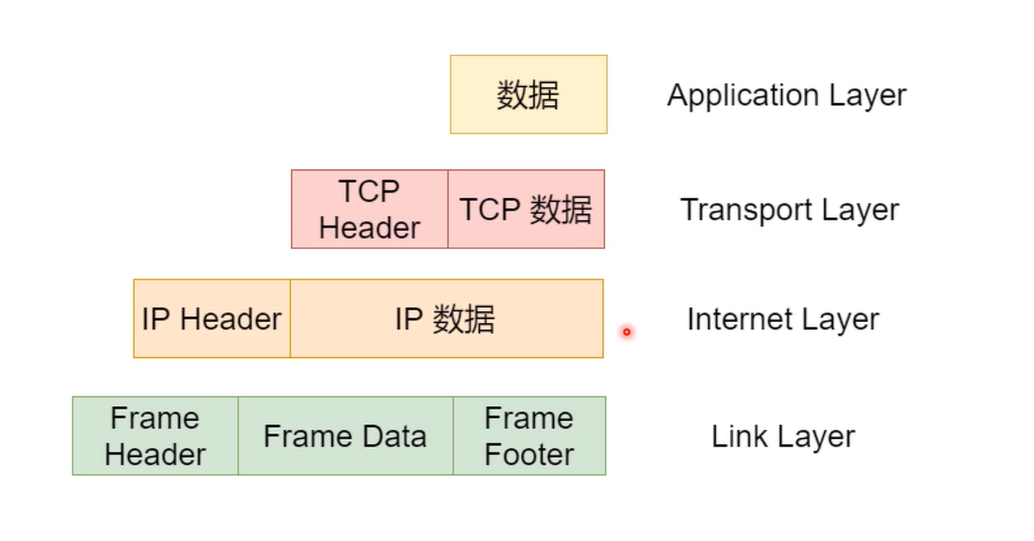 数据
Application Layer
TCP
Header
TCP 数据
Transport Layer
IP Header
IP 数据
Internet Layer
Frame
Header
Frame Data
Frame
Footer
Link Layer